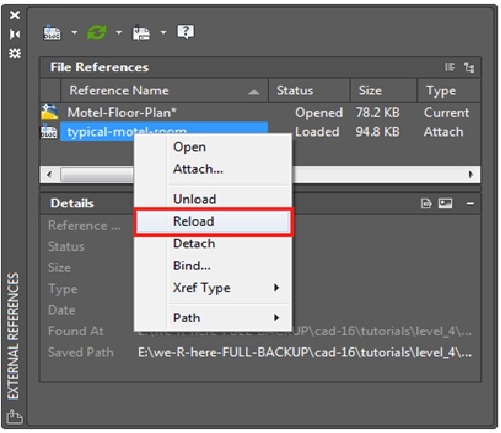 File References
Reference Name Status Size Type
Motel-Floor-Plan* Opened 78.2 KB Current
typical-motel-room Loaded 94.8 KB Attach
Open
Attach...
Unload
Reload
Detach
Bind...
Xref Type
Path
Details
Reference ...
Status
Size
Type
Date
Found At E:\we-R-here-FULL-BACKUP\cad-16\tutorials\level_4\...
Saved Path E:\we-R-here-FULL-BACKUP\cad-16\tutorials\level_4\...
EXTERNAL REFERENCES